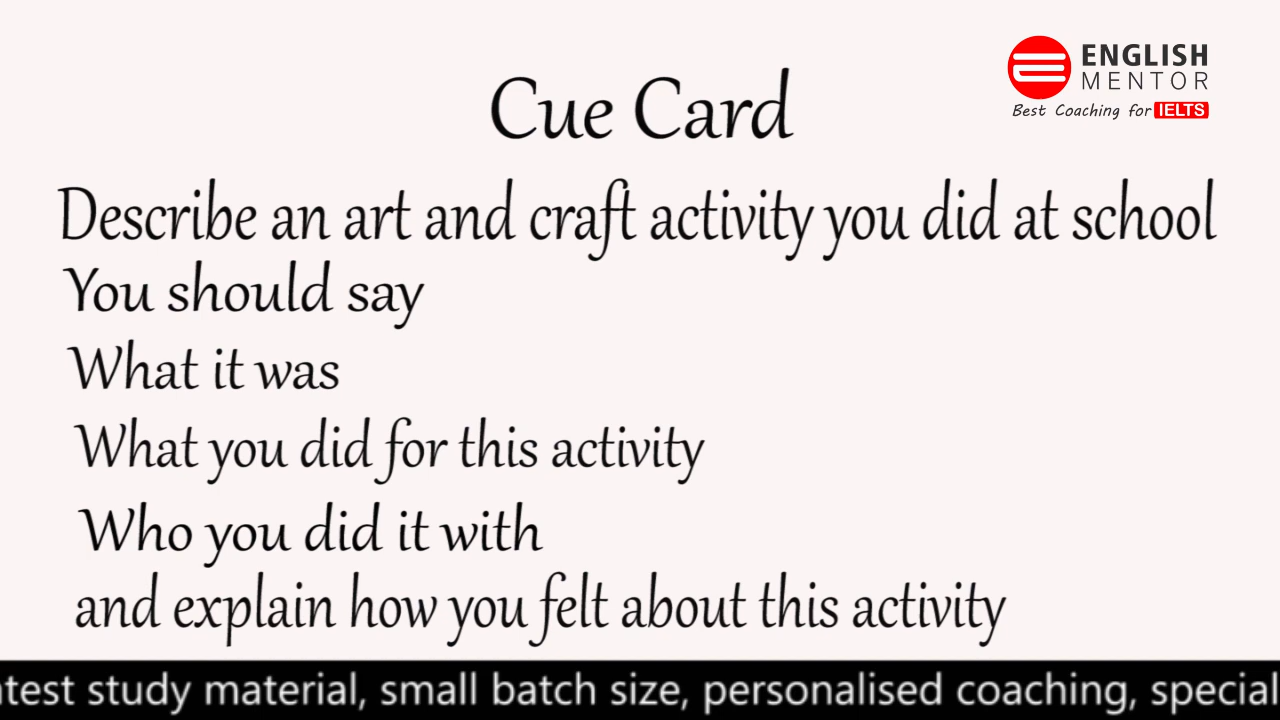 ENGLISH
MENTOR
Best Coaching for IELTS
Cue Card
Describe an art and craft activity you did at school
You should say
What it was
What you did for this activity
Who you did it with
and explain how you felt about this activity
study material, small batch size, personalised coaching, special